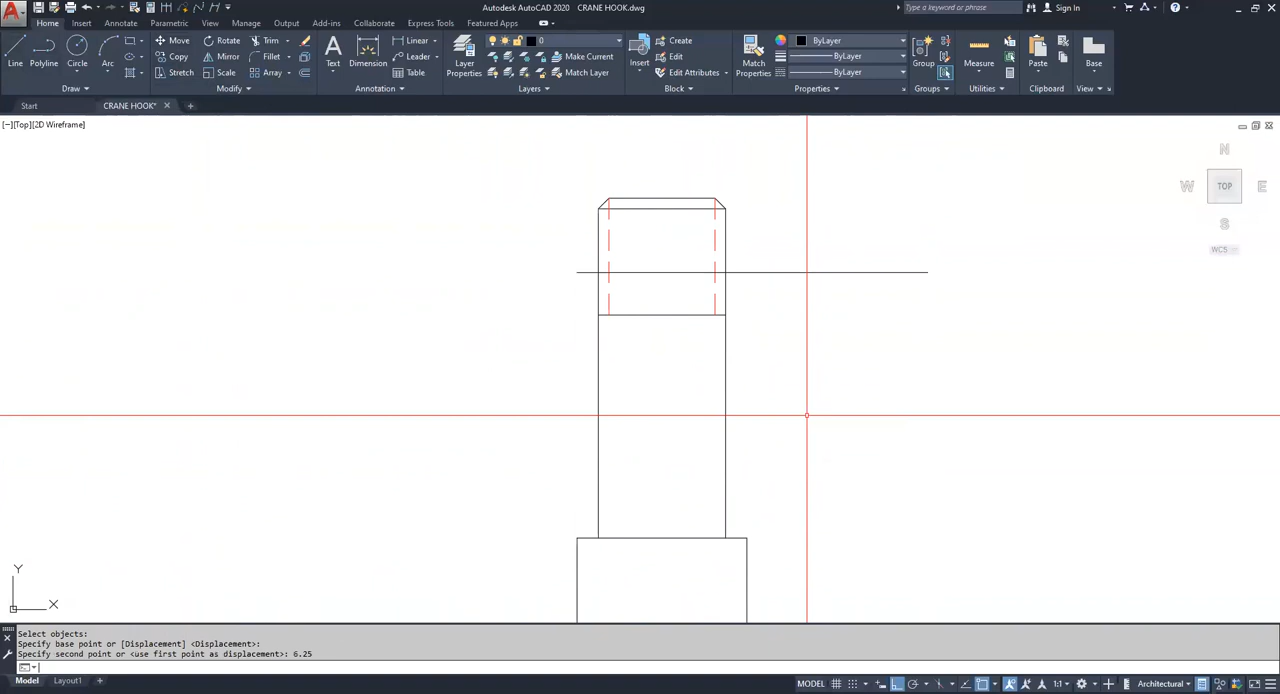 Autodesk AutoCAD 2020 CRANE HOOK.dwg
Type a keyword or phrase
Sign In
Home Insert Annotate Parametric View Manage Output Add-ins Collaborate Express Tools Featured Apps
Line Polyline Circle Arc
Draw
Move Rotate Trim
Copy Mirror Fillet
Stretch Scale Array
Modify
Text Dimension
Linear
Leader
Table
Annotation
Layer Properties
0
Make Current
Match Layer
Layers
Insert
Create
Edit
Edit Attributes
Block
Match Properties
ByLayer
ByLayer
ByLayer
Properties
Group
Groups
Measure
Utilities
Paste
Clipboard
Base
View
Start CRANE HOOK*
[−][Top][2D Wireframe]
N
W TOP E
S
WCS
Y
X
Select objects:
Specify base point or [Displacement] <Displacement>:
Specify second point or <use first point as displacement>: 6.25
Model Layout1
MODEL 1:1 Architectural